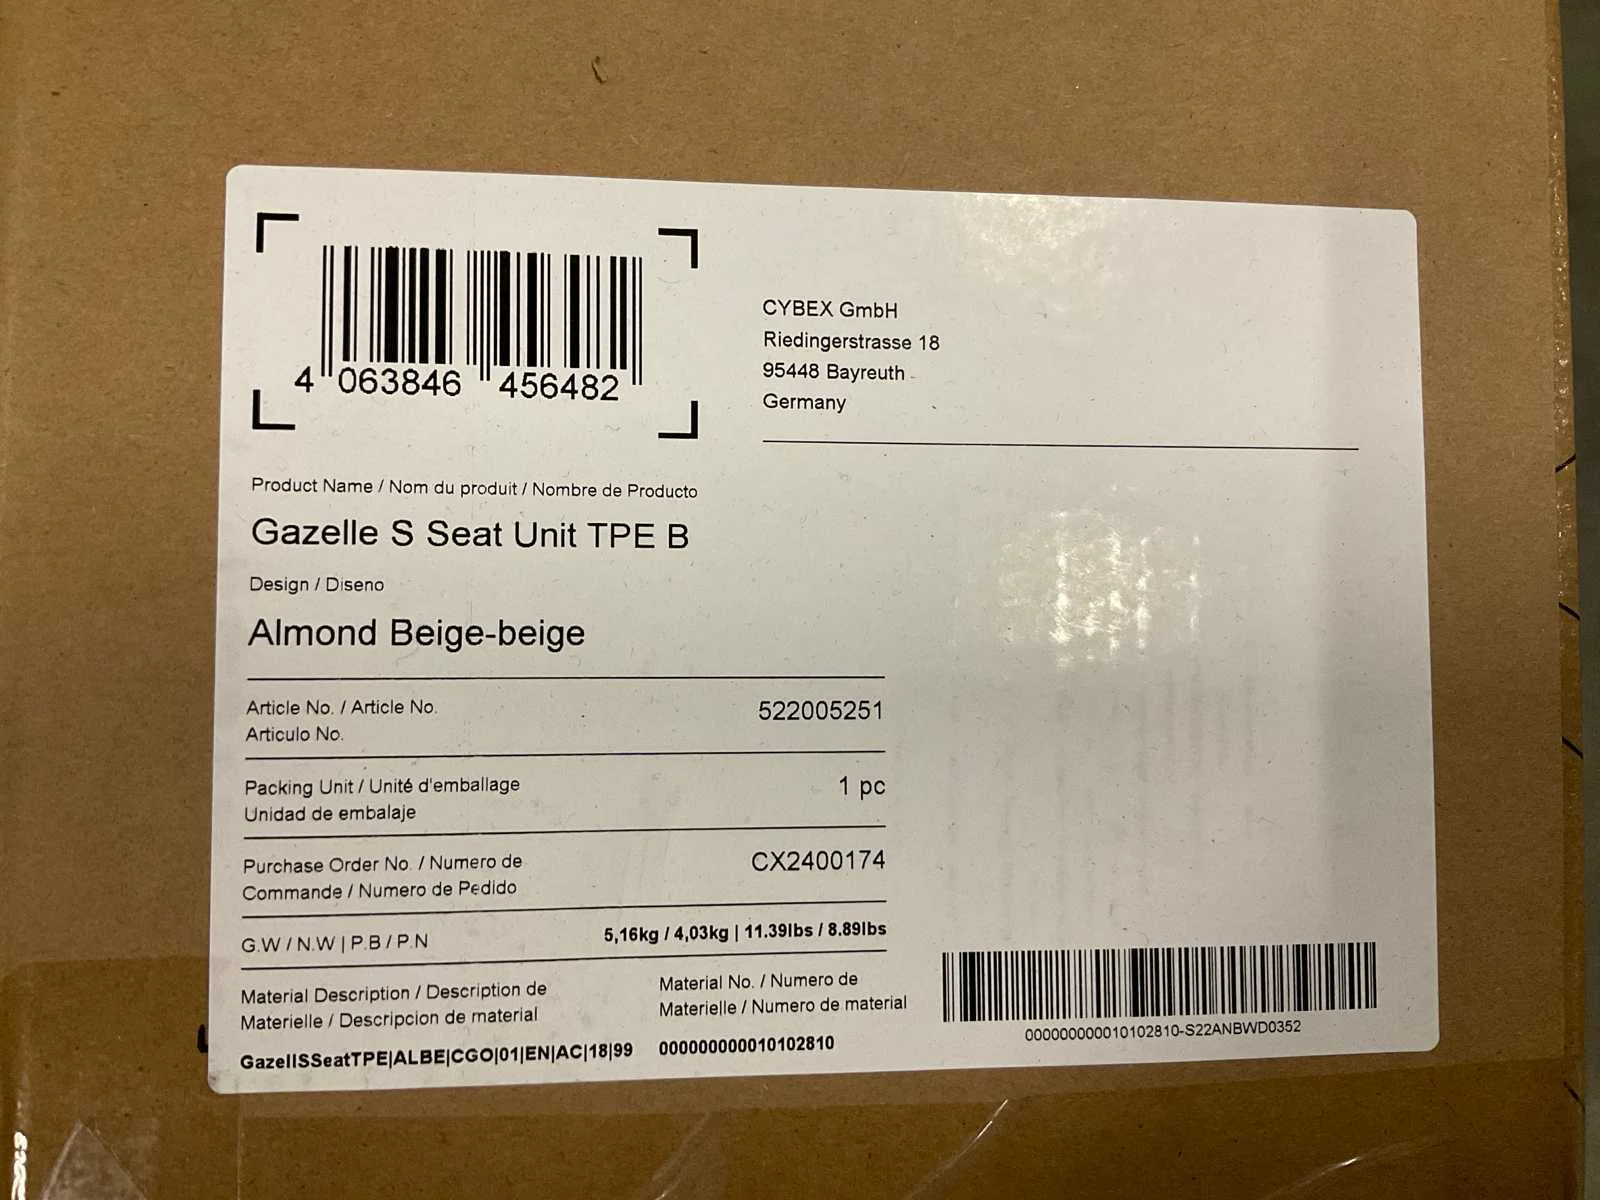 4 063846 456482
CYBEX GmbH
Riedingerstrasse 18
95448 Bayreuth
Germany
Product Name / Nom du produit / Nombre de Producto
Gazelle S Seat Unit TPE B
Design / Diseno
Almond Beige-beige
Article No. / Article No.
Articulo No.
522005251
Packing Unit / Unité d'emballage
Unidad de embalaje
1 pc
Purchase Order No. / Numero de
Commande / Numero de Pedido
CX2400174
G.W / N.W | P.B / P.N
5,16kg / 4,03kg | 11.39lbs / 8.89lbs
Material Description / Description de
Materielle / Descripcion de material
GazellSSeatTPE|ALBE|CGO|01|EN|AC|18|99
Material No. / Numero de
Materielle / Numero de material
000000000010102810
000000000010102810-S22ANBWD0352